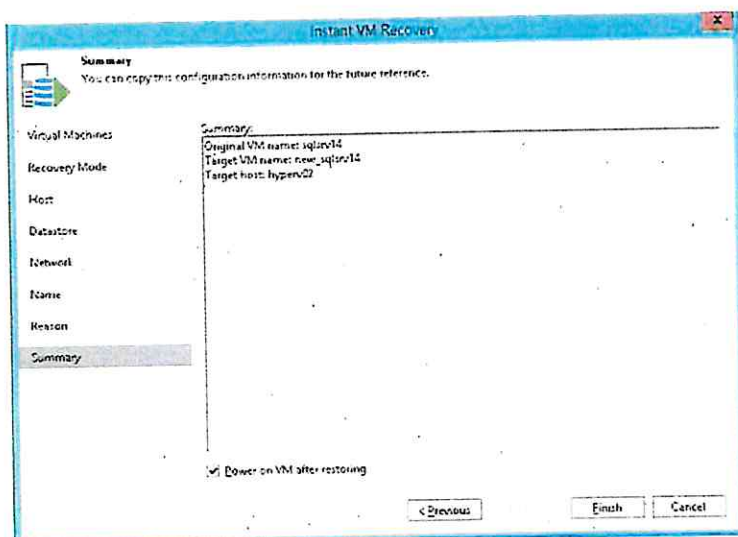 Instant VM Recovery
Summary
You can copy this configuration information for the future reference.
Virtual Machines
Recovery Mode
Host
Datastore
Network
Name
Reason
Summary
Summary:
Original VM name: sqlsrv14
Target VM name: new_sqlsrv14
Target host: hyperv02
Power on VM after restoring
< Previous
Finish
Cancel